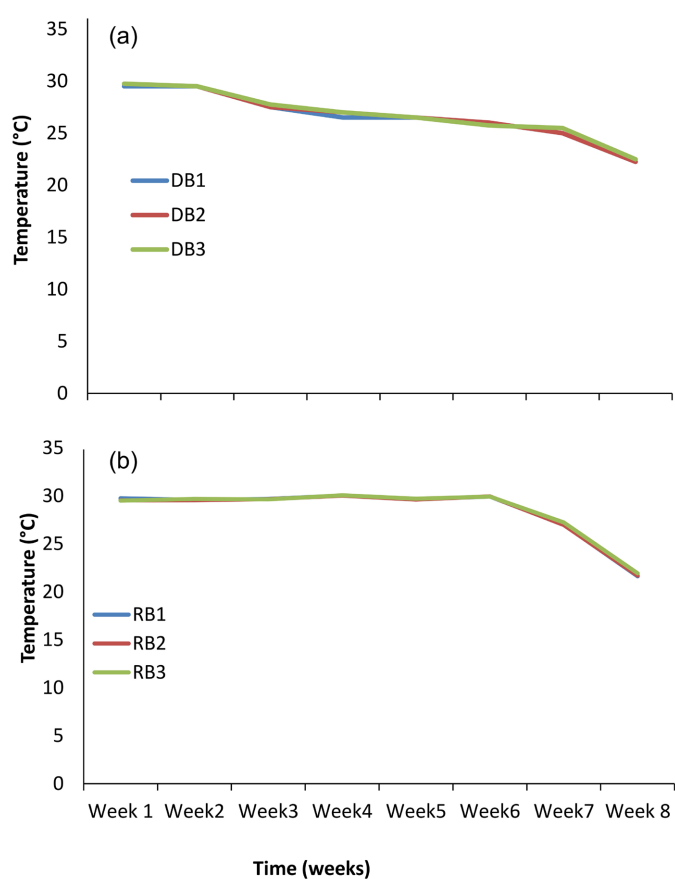 (a)
35
30
25
20
15
10
5
0
Temperature (°C)
DB1
DB2
DB3
(b)
35
30
25
20
15
10
5
0
Temperature (°C)
RB1
RB2
RB3
Week 1 Week2 Week3 Week4 Week5 Week6 Week7 Week 8
Time (weeks)